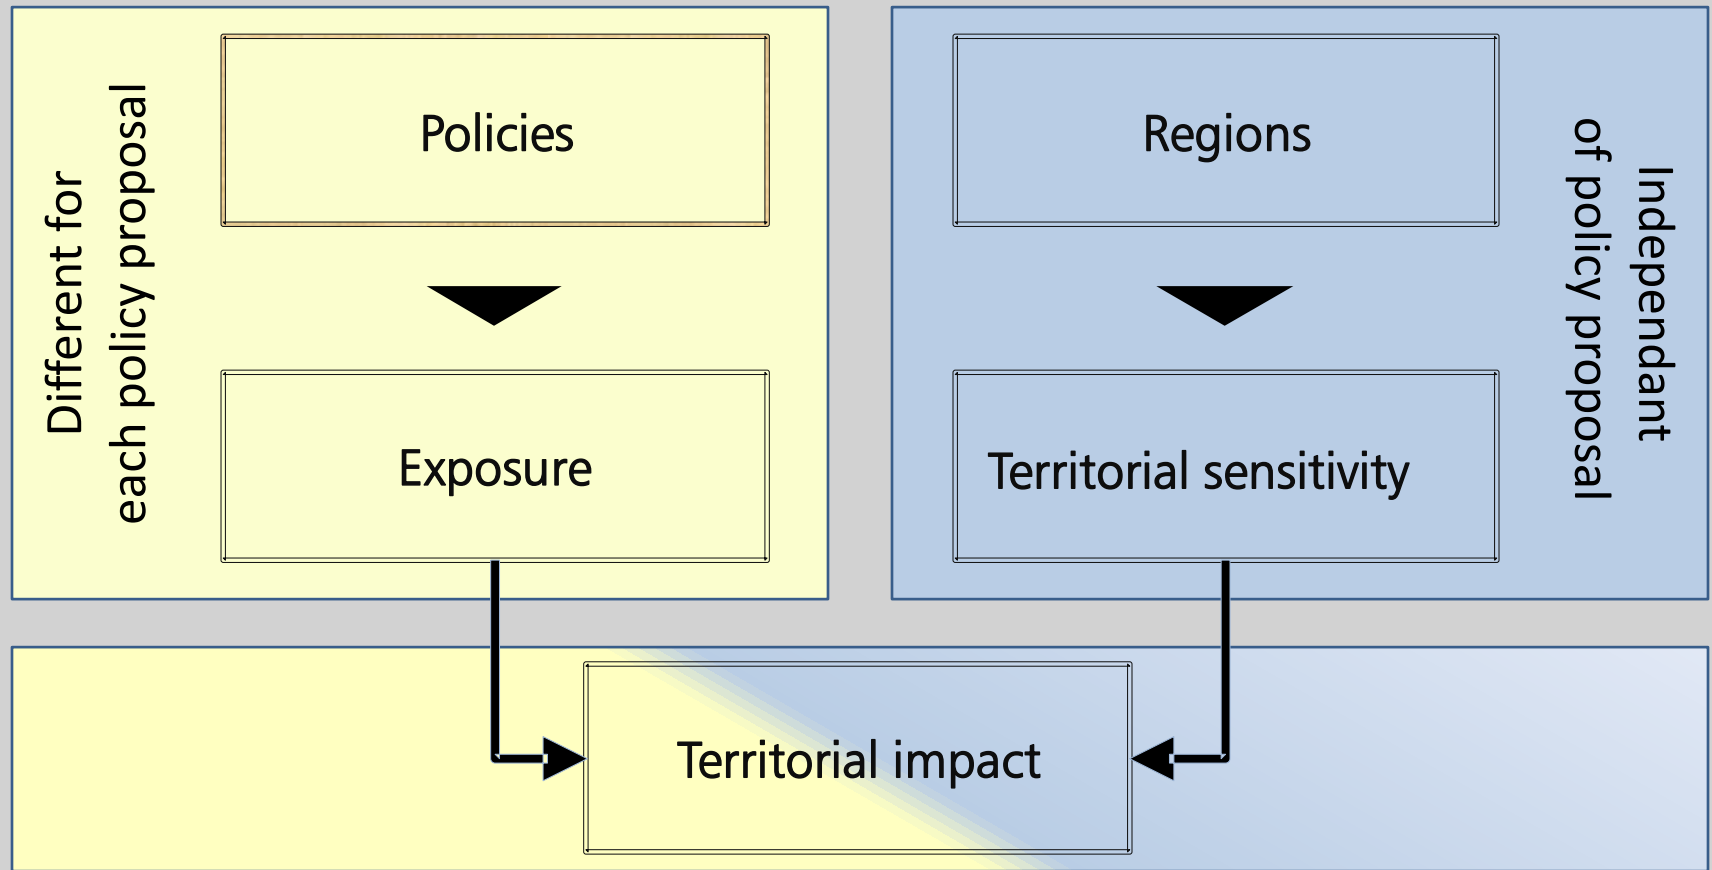 Different for
each policy proposal
Policies
Exposure
Regions
Territorial sensitivity
Independant
of policy proposal
Territorial impact